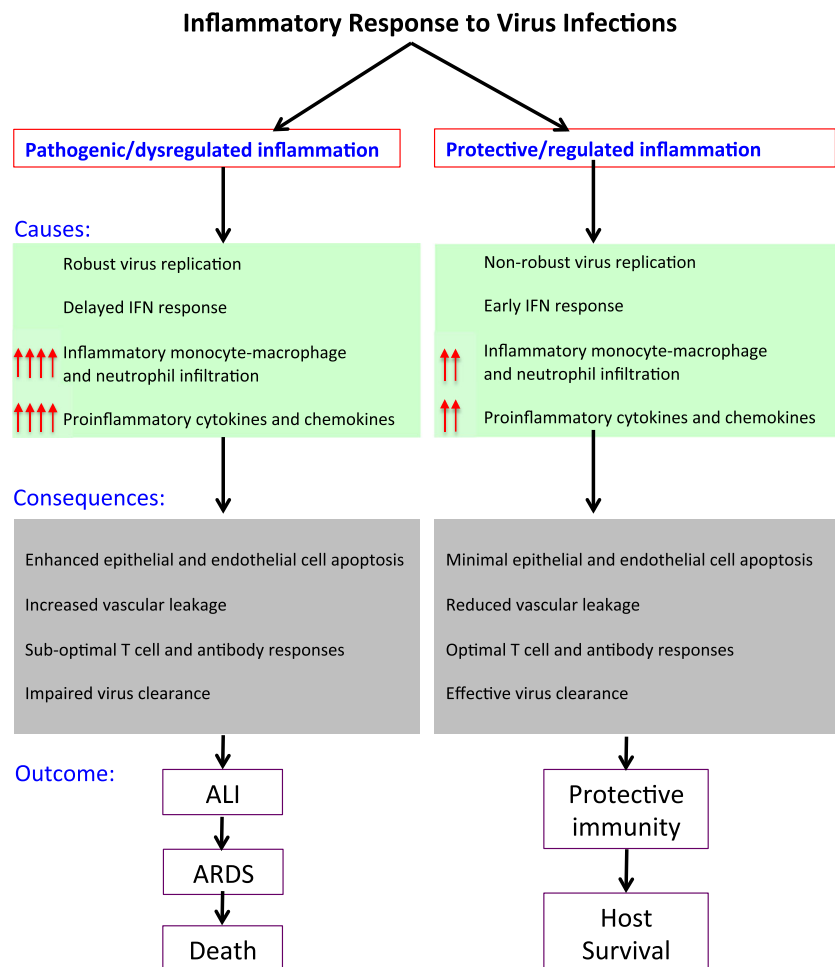 Inflammatory Response to Virus Infections
Pathogenic/dysregulated inflammation
Protective/regulated inflammation
Causes:
Robust virus replication
Delayed IFN response
Inflammatory monocyte-macrophage
and neutrophil infiltration
Proinflammatory cytokines and chemokines
Non-robust virus replication
Early IFN response
Inflammatory monocyte-macrophage
and neutrophil infiltration
Proinflammatory cytokines and chemokines
Consequences:
Enhanced epithelial and endothelial cell apoptosis
Increased vascular leakage
Sub-optimal T cell and antibody responses
Impaired virus clearance
Minimal epithelial and endothelial cell apoptosis
Reduced vascular leakage
Optimal T cell and antibody responses
Effective virus clearance
Outcome:
ALI
ARDS
Death
Protective
immunity
Host
Survival